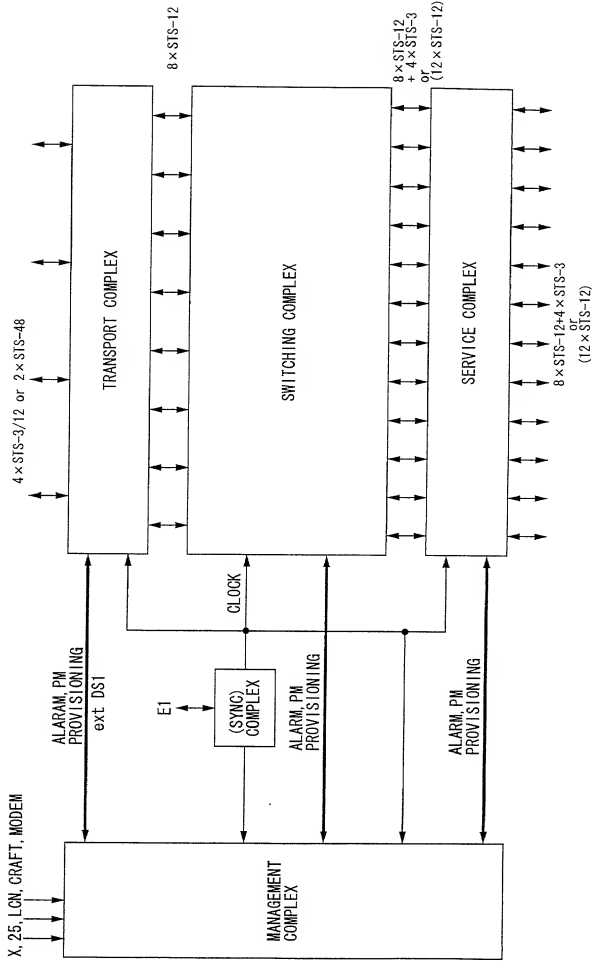 4×STS-3/12 or 2×STS-48
TRANSPORT COMPLEX
8×STS-12
SWITCHING COMPLEX
8×STS-12
+ 4×STS-3
or
(12×STS-12)
SERVICE COMPLEX
8×STS-12+4×STS-3
or
(12×STS-12)
ALARAM, PM
PROVISIONING
ext DS1
CLOCK
E1
(SYNC)
COMPLEX
ALARM, PM
PROVISIONING
ALARM, PM
PROVISIONING
X, 25, LCN, CRAFT, MODEM
MANAGEMENT
COMPLEX